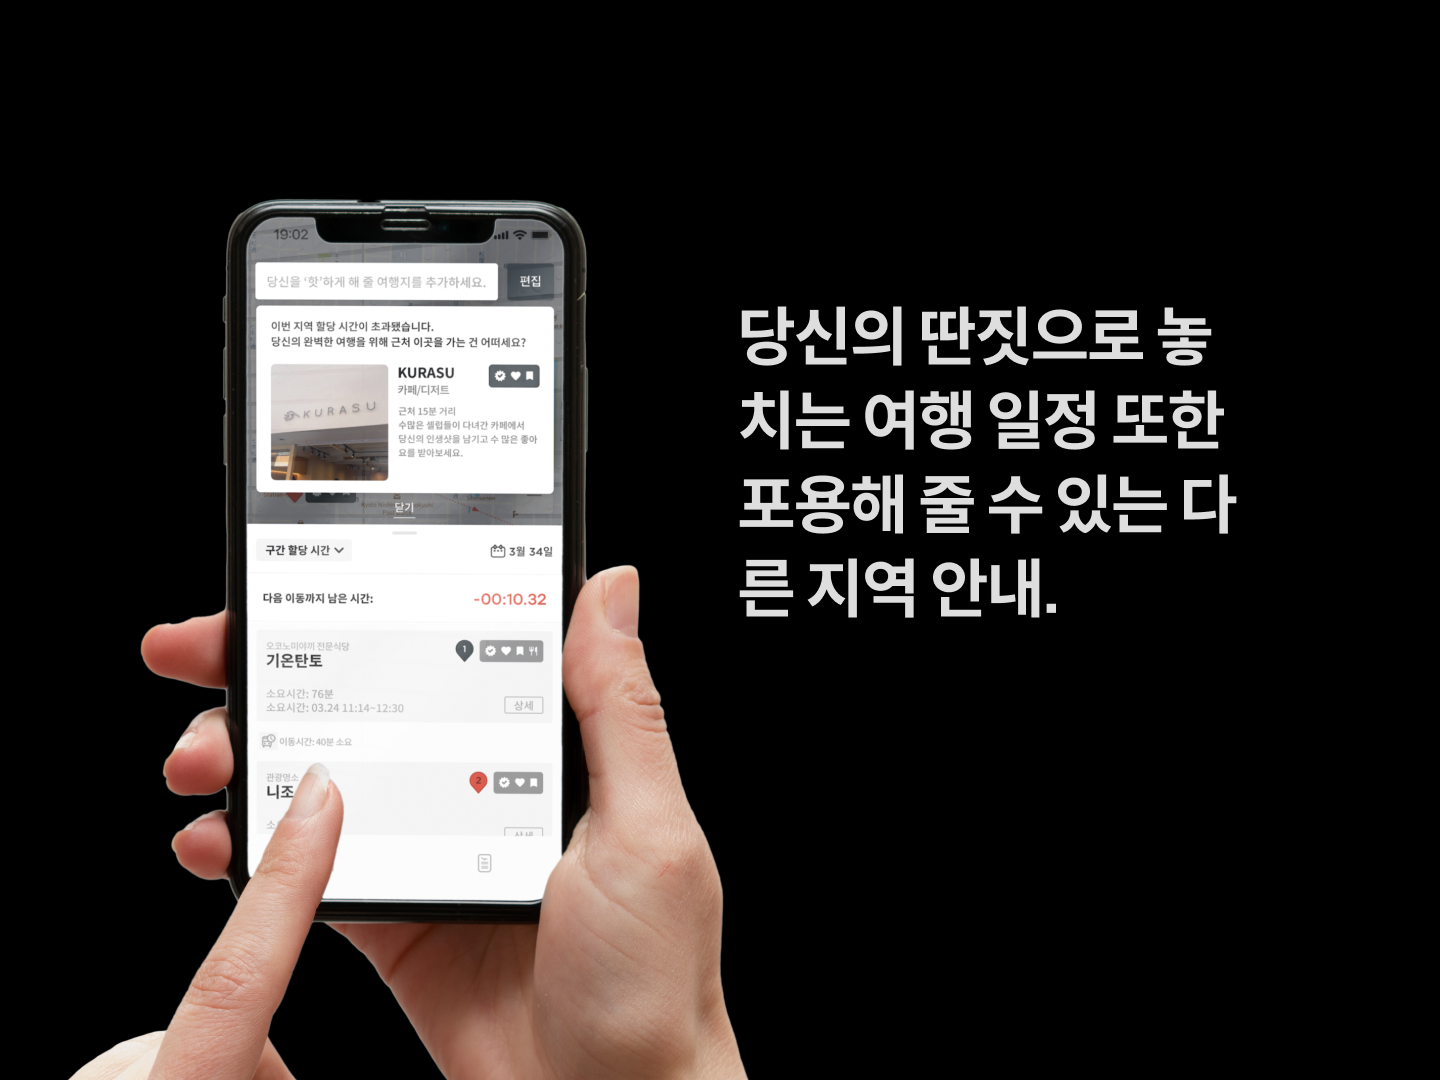 19:02
당신을 '핫'하게 해 줄 여행지를 추가하세요.
편집
이번 지역 할당 시간이 초과됐습니다.
당신의 완벽한 여행을 위해 근처 이곳을 가는 건 어떠세요?
KURASU
KURASU
카페/디저트
근처 15분 거리
수많은 셀럽들이 다녀간 카페에서
당신의 인생샷을 남기고 수 많은 좋아
요를 받아보세요.
닫기
구간 할당 시간
3월 34일
다음 이동까지 남은 시간:
-00:10.32
오코노미야끼 전문식당
기온탄토
1
소요시간: 76분
소요시간: 03.24 11:14~12:30
상세
이동시간: 40분 소요
관광명소
니조
2
소
상세
당신의 딴짓으로 놓
치는 여행 일정 또한
포용해 줄 수 있는 다
른 지역 안내.